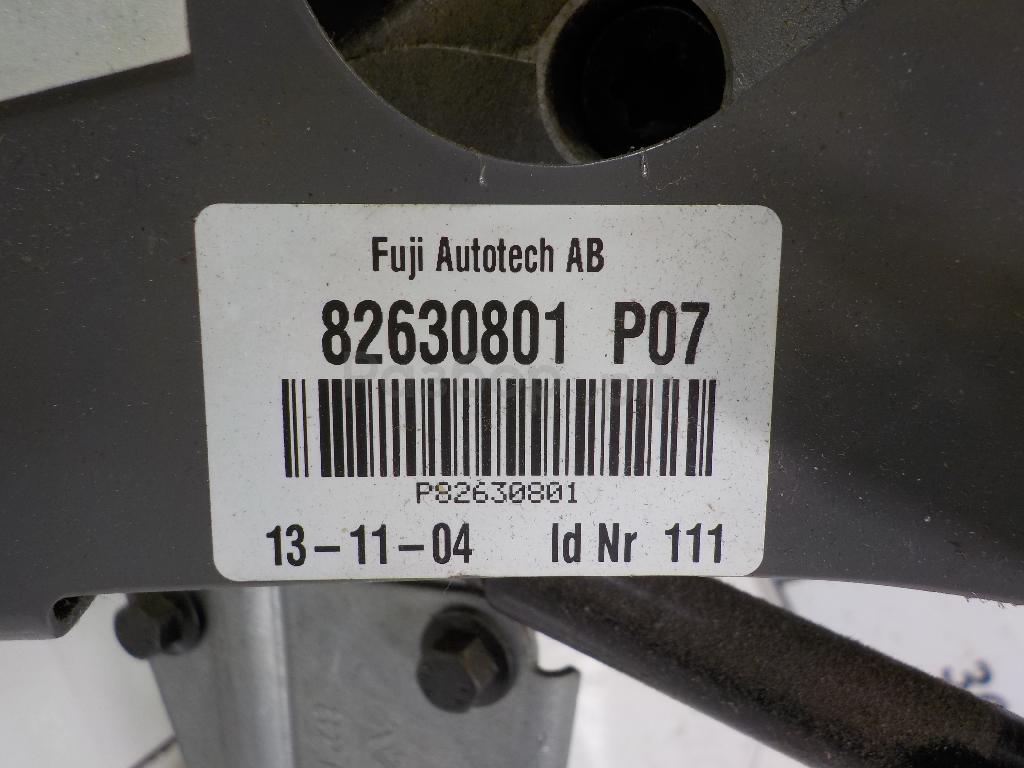 Fuji Autotech AB
82630801 P07
P82630801
13-11-04 Id Nr 111